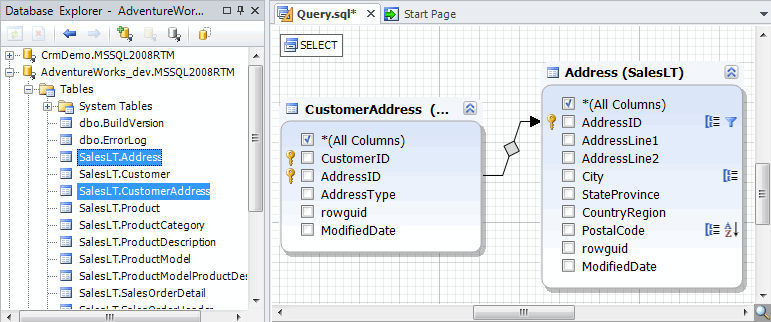 Database Explorer - AdventureWo...
CrmDemo.MSSQL2008RTM
AdventureWorks_dev.MSSQL2008RTM
Tables
System Tables
dbo.BuildVersion
dbo.ErrorLog
SalesLT.Address
SalesLT.Customer
SalesLT.CustomerAddress
SalesLT.Product
SalesLT.ProductCategory
SalesLT.ProductDescription
SalesLT.ProductModel
SalesLT.ProductModelProductDes
SalesLT.SalesOrderDetail
SalesLT.SalesOrderHeader
Query.sql*
Start Page
SELECT
CustomerAddress (...
*(All Columns)
CustomerID
AddressID
AddressType
rowguid
ModifiedDate
Address (SalesLT)
*(All Columns)
AddressID
AddressLine1
AddressLine2
City
StateProvince
CountryRegion
PostalCode
A
Z
rowguid
ModifiedDate